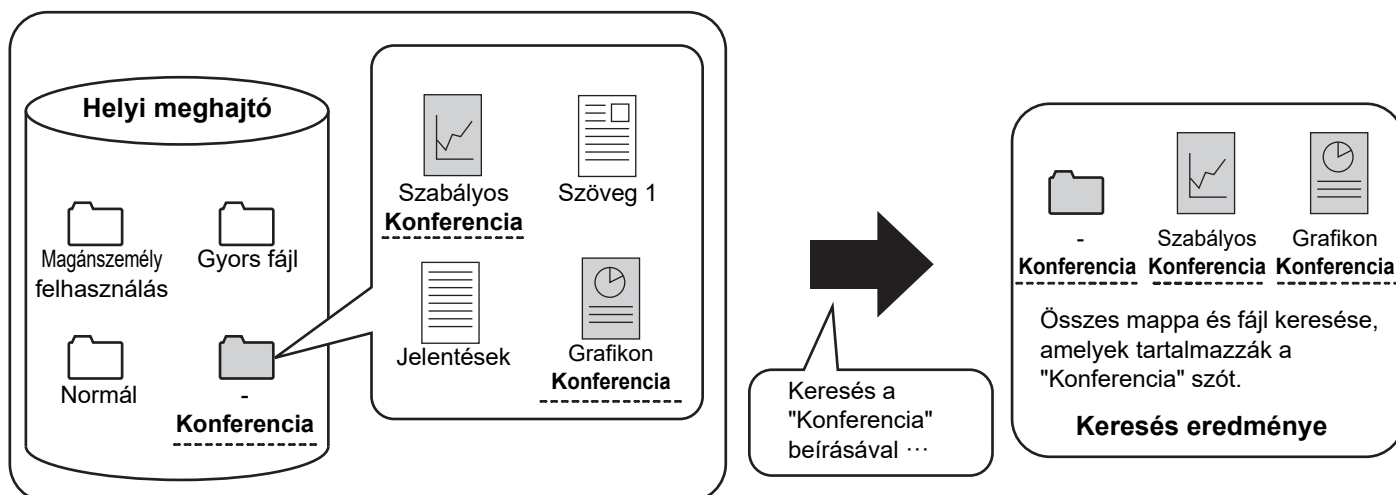 Helyi meghajtó
Magánszemély
felhasználás
Gyors fájl
Normál
-
Konferencia
Szabályos
Konferencia
Szöveg 1
Jelentések
Grafikon
Konferencia
Keresés a
"Konferencia"
beírásával ···
-
Konferencia
Szabályos
Konferencia
Grafikon
Konferencia
Összes mappa és fájl keresése,
amelyek tartalmazzák a
"Konferencia" szót.
Keresés eredménye